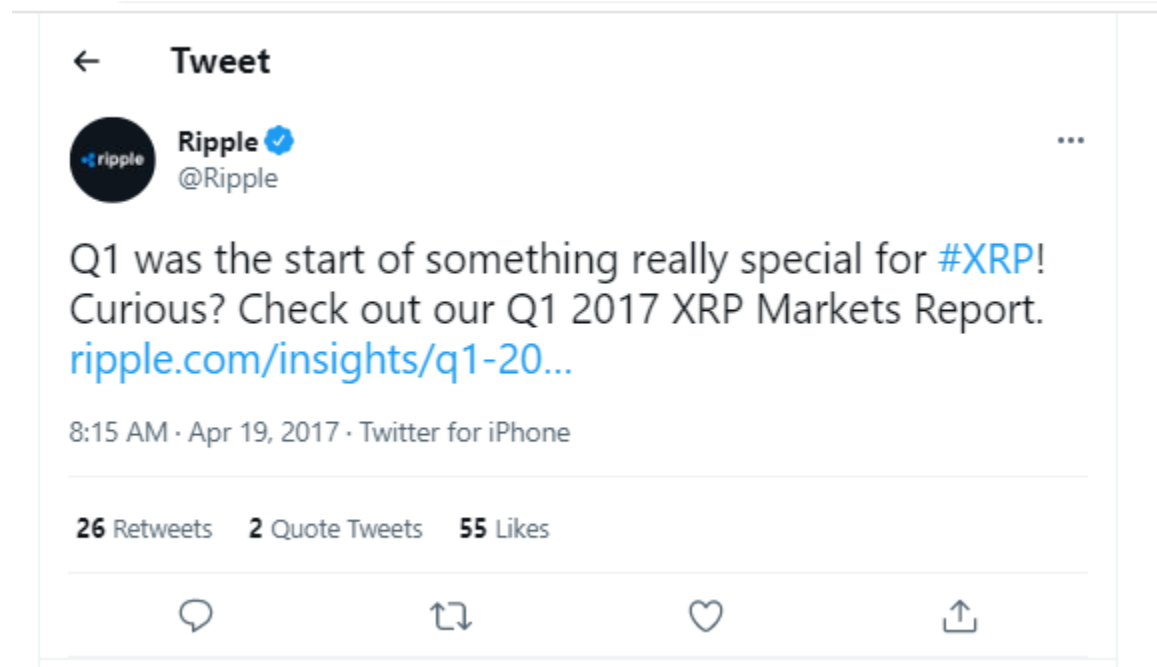 Tweet
ripple
Ripple
@Ripple
Q1 was the start of something really special for #XRP!
Curious? Check out our Q1 2017 XRP Markets Report.
ripple.com/insights/q1-20...
8:15 AM · Apr 19, 2017 · Twitter for iPhone
26 Retweets 2 Quote Tweets 55 Likes